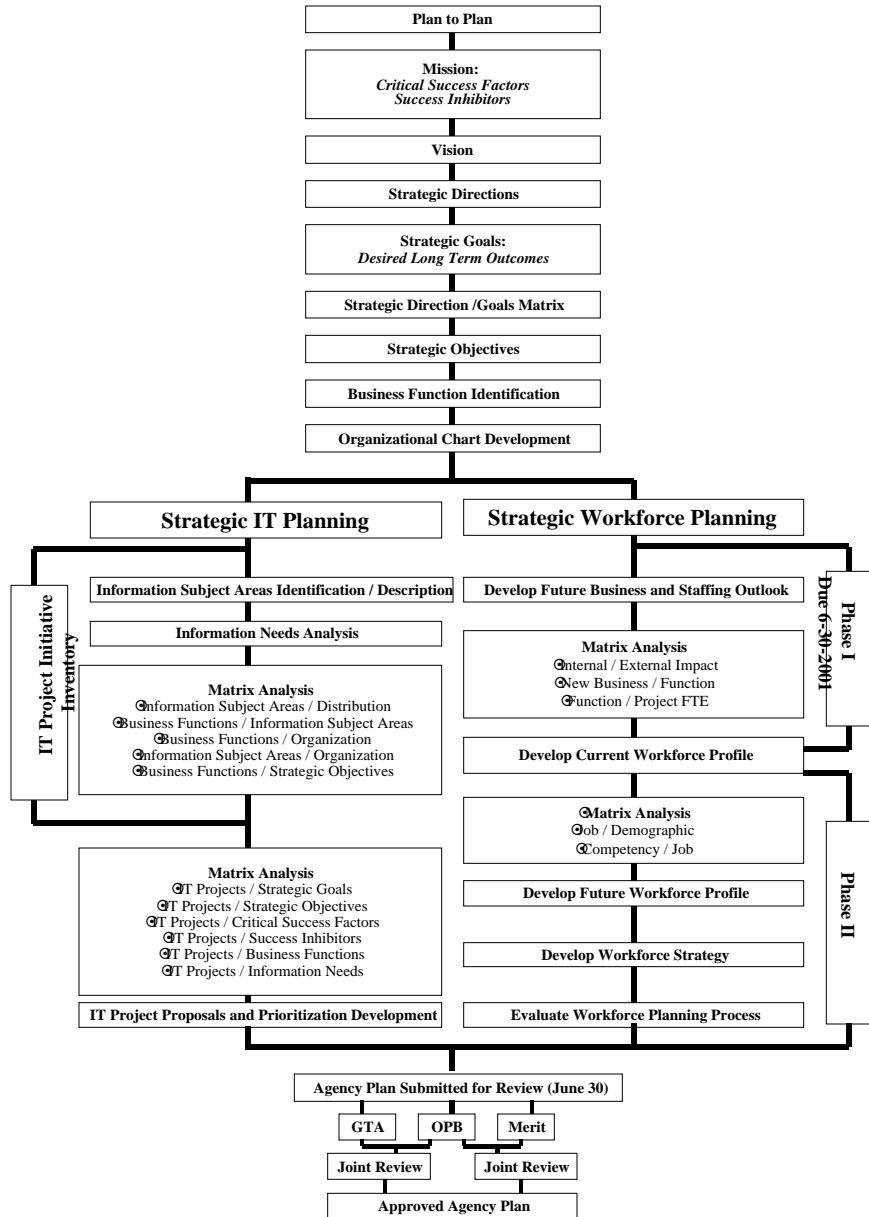 Plan to Plan
Mission:
Critical Success Factors
Success Inhibitors
Vision
Strategic Directions
Strategic Goals:
Desired Long Term Outcomes
Strategic Direction /Goals Matrix
Strategic Objectives
Business Function Identification
Organizational Chart Development
Strategic IT Planning
IT Project Initiative
Inventory
Information Subject Areas Identification / Description
Information Needs Analysis
Matrix Analysis
Information Subject Areas / Distribution
Business Functions / Information Subject Areas
Business Functions / Organization
Information Subject Areas / Organization
Business Functions / Strategic Objectives
Matrix Analysis
IT Projects / Strategic Goals
IT Projects / Strategic Objectives
IT Projects / Critical Success Factors
IT Projects / Success Inhibitors
IT Projects / Business Functions
IT Projects / Information Needs
IT Project Proposals and Prioritization Development
Strategic Workforce Planning
Develop Future Business and Staffing Outlook
Matrix Analysis
Internal / External Impact
New Business / Function
Function / Project FTE
Develop Current Workforce Profile
Matrix Analysis
Job / Demographic
Competency / Job
Develop Future Workforce Profile
Develop Workforce Strategy
Evaluate Workforce Planning Process
Phase I
Due 6-30-2001
Phase II
Agency Plan Submitted for Review (June 30)
GTA
OPB
Merit
Joint Review
Joint Review
Approved Agency Plan